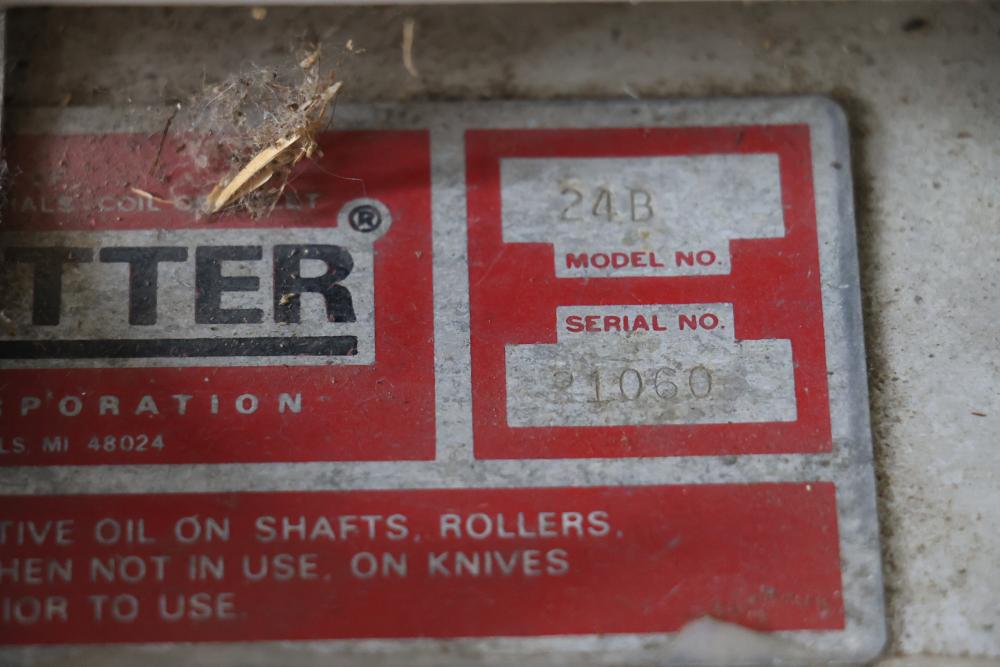 COIL
®
TTER
PORATION
MI 48024
24B
MODEL NO.
SERIAL NO.
21060
TIVE OIL ON SHAFTS, ROLLERS,
HEN NOT IN USE, ON KNIVES
IOR TO USE.